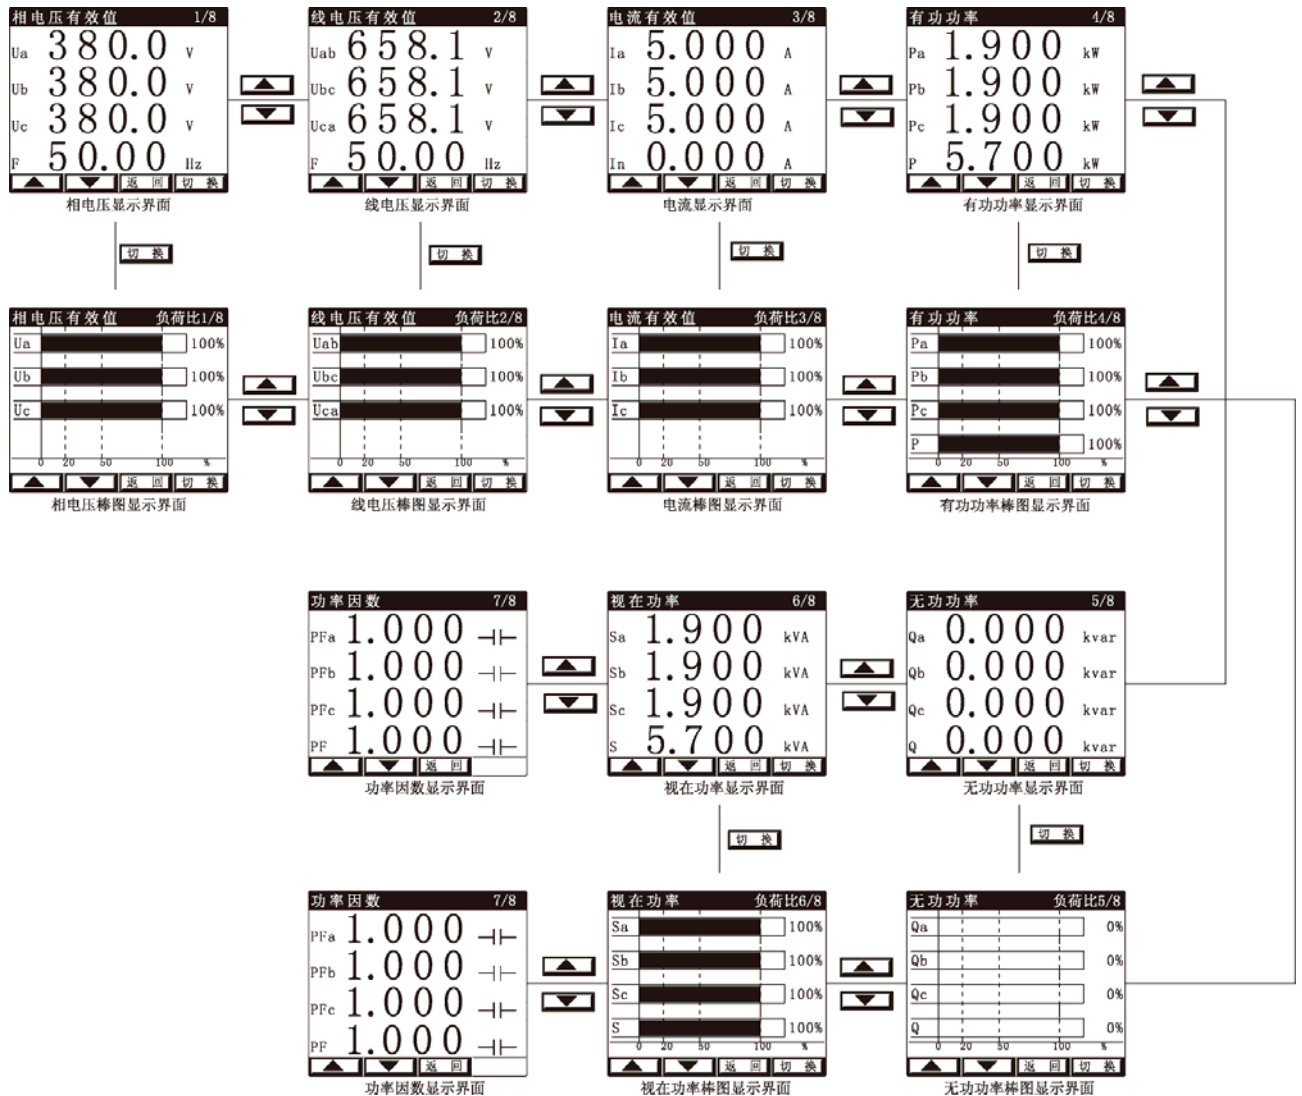 相电压有效值 1/8
Ua 380.0 V
Ub 380.0 V
Uc 380.0 V
F 50.00 Hz
返 回 切 换
相电压显示界面
线电压有效值 2/8
Uab 658.1 V
Ubc 658.1 V
Uca 658.1 V
F 50.00 Hz
返 回 切 换
线电压显示界面
电流有效值 3/8
Ia 5.000 A
Ib 5.000 A
Ic 5.000 A
In 0.000 A
返 回 切 换
电流显示界面
有功功率 4/8
Pa 1.900 kW
Pb 1.900 kW
Pc 1.900 kW
P 5.700 kW
返 回 切 换
有功功率显示界面
切 换
切 换
切 换
切 换
相电压有效值 负荷比1/8
Ua 100%
Ub 100%
Uc 100%
0 20 50 100 %
返 回 切 换
相电压棒图显示界面
线电压有效值 负荷比2/8
Uab 100%
Ubc 100%
Uca 100%
0 20 50 100 %
返 回 切 换
线电压棒图显示界面
电流有效值 负荷比3/8
Ia 100%
Ib 100%
Ic 100%
0 20 50 100 %
返 回 切 换
电流棒图显示界面
有功功率 负荷比4/8
Pa 100%
Pb 100%
Pc 100%
P 100%
0 20 50 100 %
返 回 切 换
有功功率棒图显示界面
功率因数 7/8
PFa 1.000
PFb 1.000
PFc 1.000
PF 1.000
返 回
功率因数显示界面
视在功率 6/8
Sa 1.900 kVA
Sb 1.900 kVA
Sc 1.900 kVA
S 5.700 kVA
返 回 切 换
视在功率显示界面
无功功率 5/8
Qa 0.000 kvar
Qb 0.000 kvar
Qc 0.000 kvar
Q 0.000 kvar
返 回 切 换
无功功率显示界面
切 换
切 换
功率因数 7/8
PFa 1.000
PFb 1.000
PFc 1.000
PF 1.000
返 回
功率因数显示界面
视在功率 负荷比6/8
Sa 100%
Sb 100%
Sc 100%
S 100%
0 20 50 100 %
返 回 切 换
视在功率棒图显示界面
无功功率 负荷比5/8
Qa 0%
Qb 0%
Qc 0%
Q 0%
0 20 50 100 %
返 回 切 换
无功功率棒图显示界面